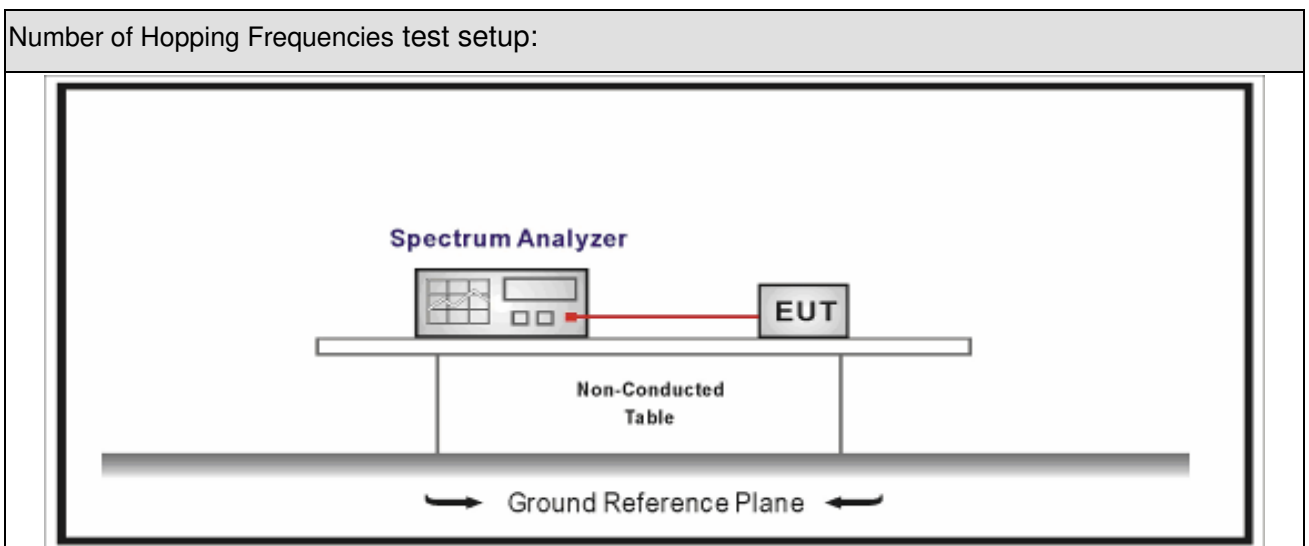 Number of Hopping Frequencies test setup:
Spectrum Analyzer
EUT
Non-Conducted
Table
Ground Reference Plane